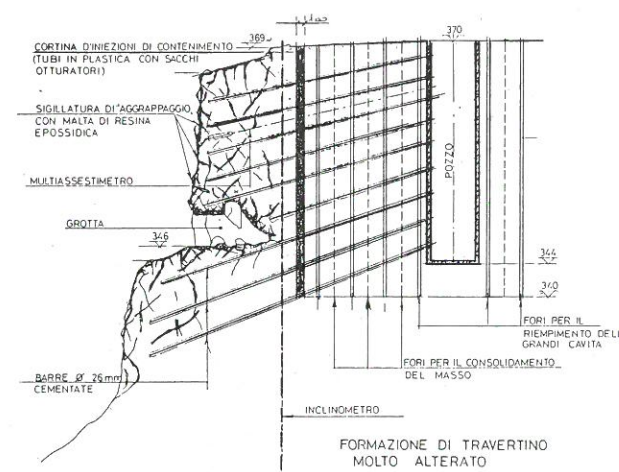 369
370
CORTINA D'INIEZIONI DI CONTENIMENTO
(TUBI IN PLASTICA CON SACCHI
OTTURATORI)
SIGILLATURA DI AGGRAPPAGGIO
CON MALTA DI RESINA
EPOSSIDICA
POZZO
MULTIASSESTIMETRO
GROTTA
346
344
340
FORI PER IL
RIEMPIMENTO DELL
GRANDI CAVITA
FORI PER IL CONSOLIDAMENTO
DEL MASSO
BARRE Ø 26mm
CEMENTATE
INCLINOMETRO
FORMAZIONE DI TRAVERTINO
MOLTO ALTERATO